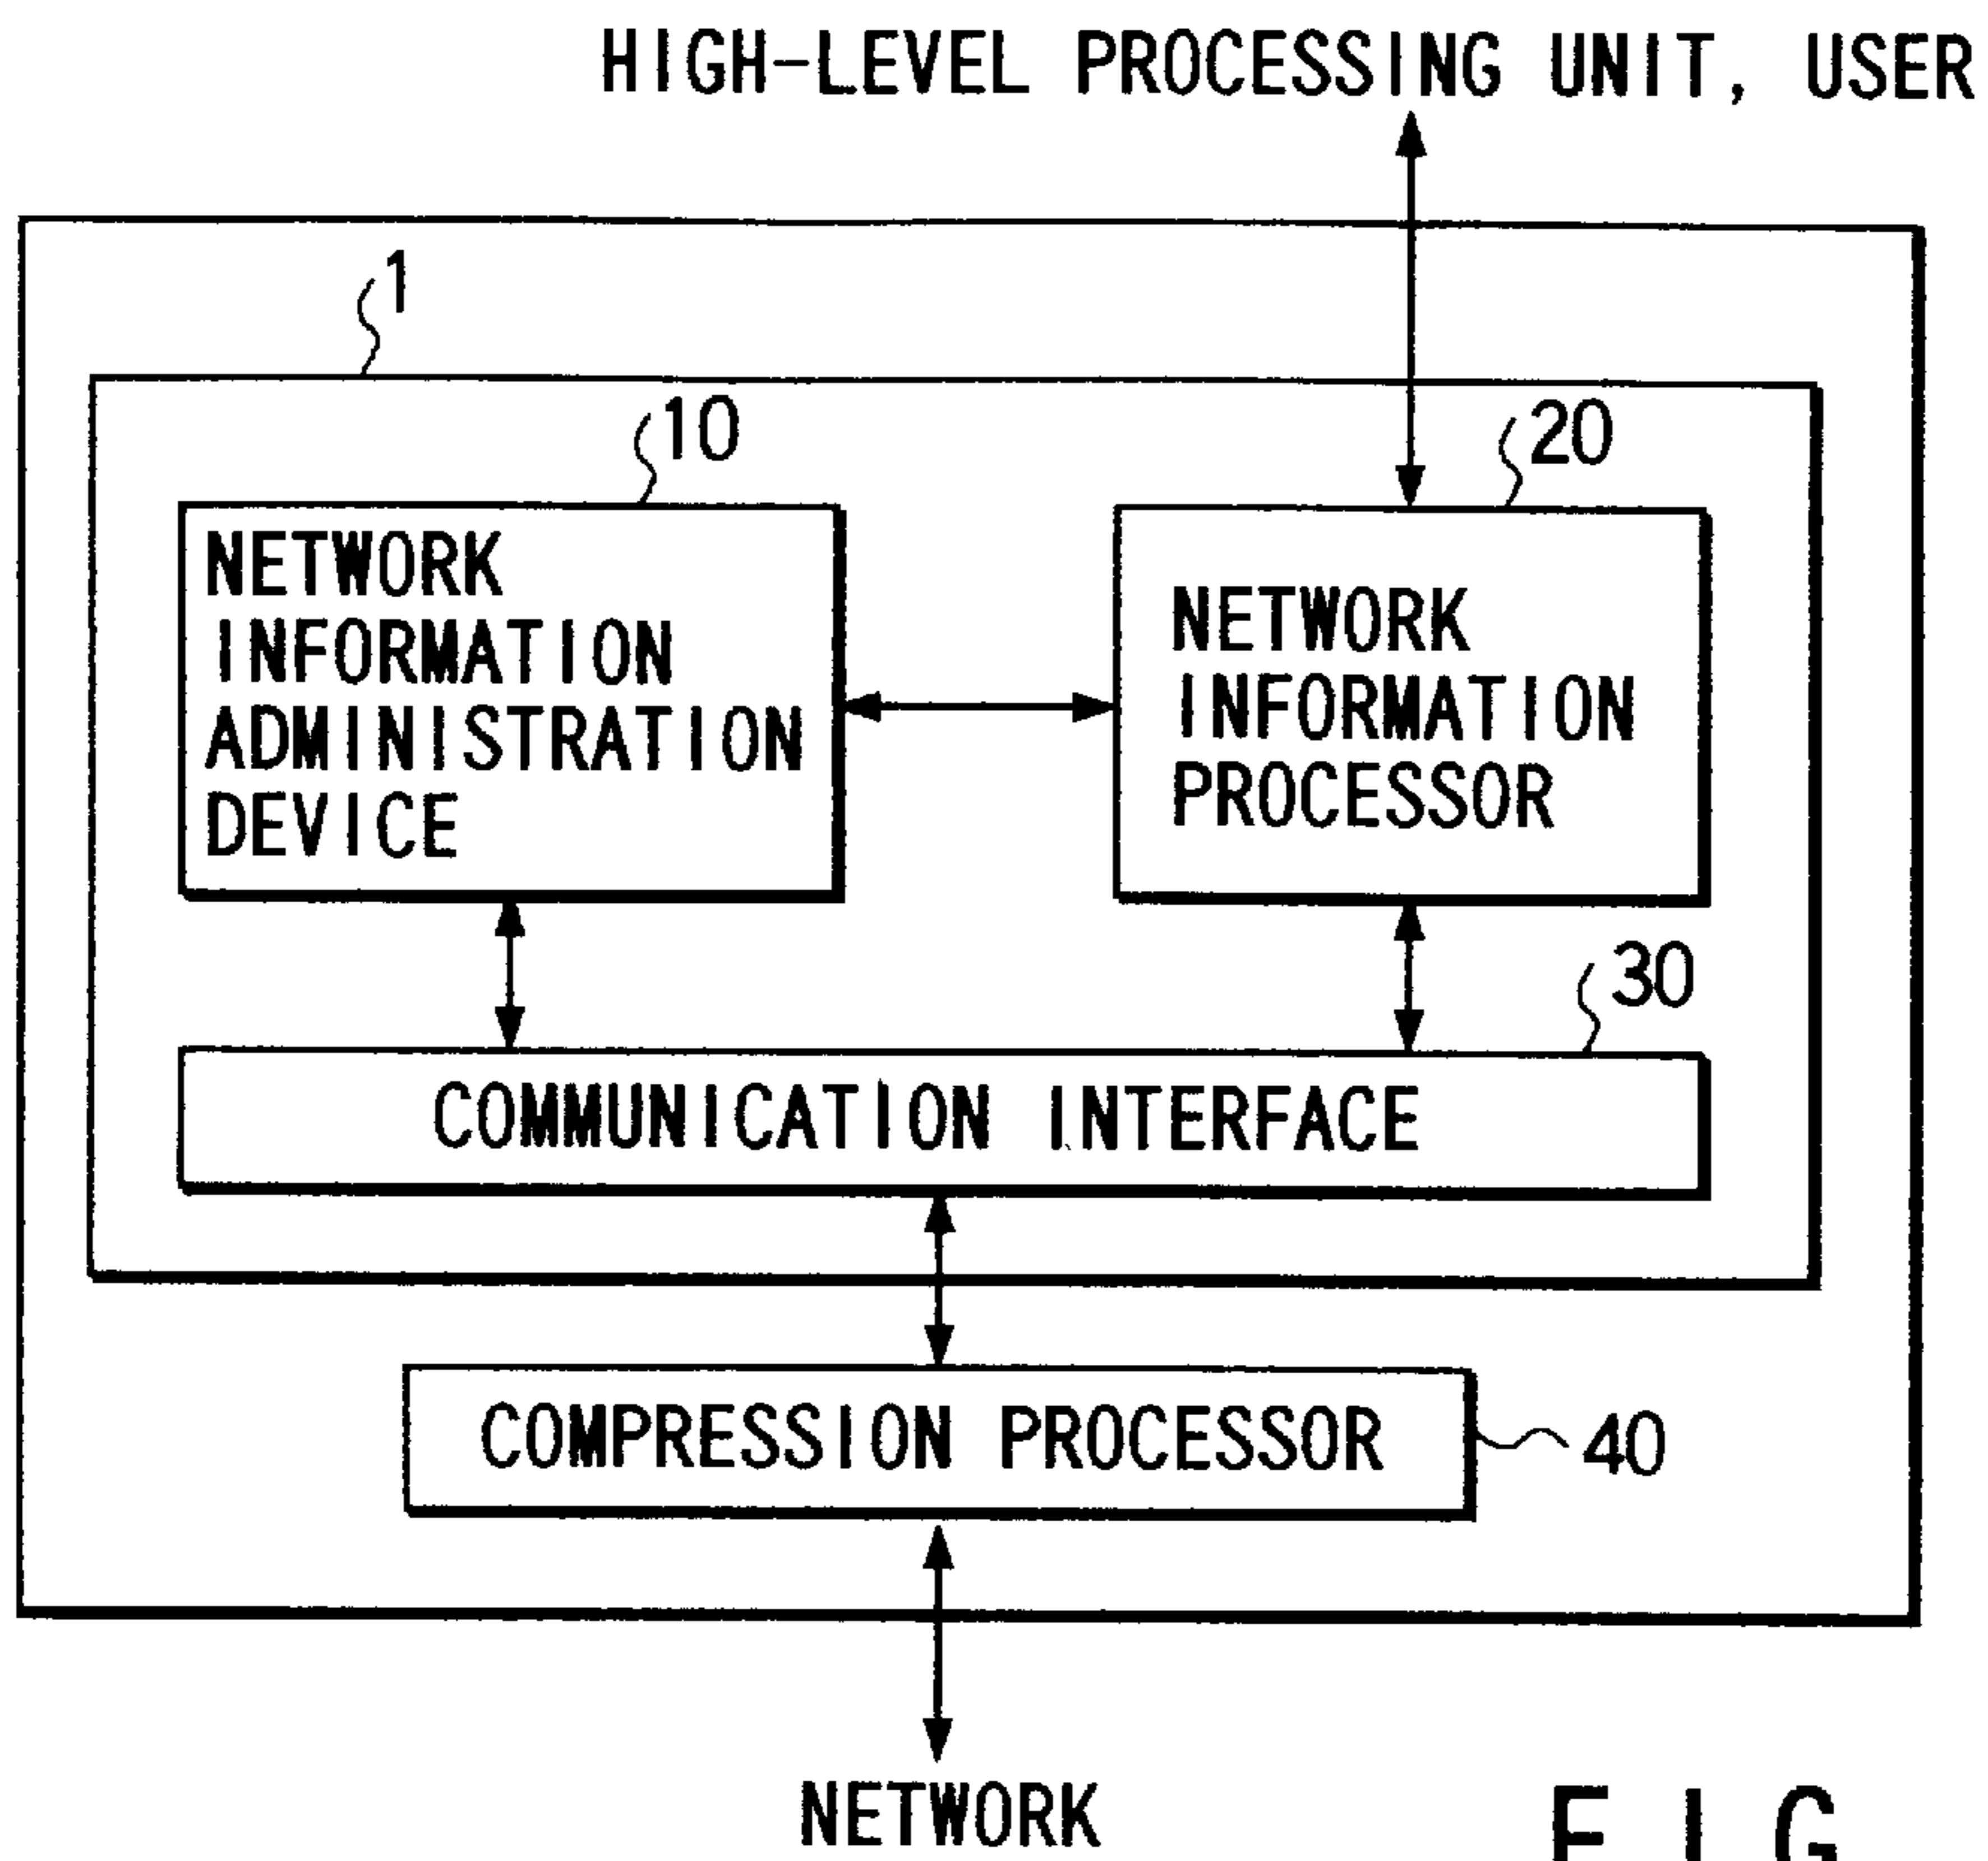 HIGH-LEVEL PROCESSING UNIT, USER
1
10
20
NETWORK
INFORMATION
ADMINISTRATION
DEVICE
NETWORK
INFORMATION
PROCESSOR
30
COMMUNICATION INTERFACE
COMPRESSION PROCESSOR
40
NETWORK
FIG